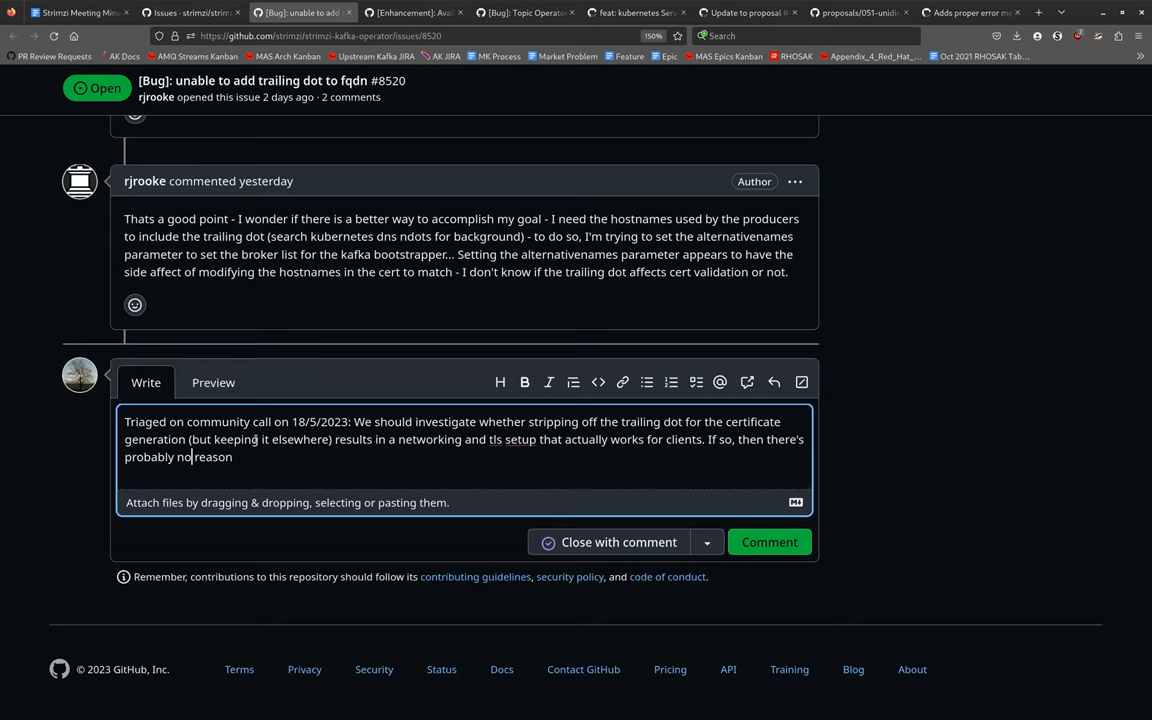 Strimzi Meeting Minu
Issues · strimzi/strimz
[Bug]: unable to add t
[Enhancement]: Avai
[Bug]: Topic Operato
feat: kubernetes Serv
Update to proposal 0
proposals/051-unidir
Adds proper error me
https://github.com/strimzi/strimzi-kafka-operator/issues/8520
150%
Search
PR Review Requests
AK Docs
AMQ Streams Kanban
MAS Arch Kanban
Upstream Kafka JIRA
AK JIRA
MK Process
Market Problem
Feature
Epic
MAS Epics Kanban
RHOSAK
Appendix_4_Red_Hat_...
Oct 2021 RHOSAK Tab...
Open
[Bug]: unable to add trailing dot to fqdn #8520
rjrooke opened this issue 2 days ago · 2 comments
rjrooke commented yesterday
Author
Thats a good point - I wonder if there is a better way to accomplish my goal - I need the hostnames used by the producers
to include the trailing dot (search kubernetes dns ndots for background) - to do so, I'm trying to set the alternativenames
parameter to set the broker list for the kafka bootstrapper... Setting the alternativenames parameter appears to have the
side affect of modifying the hostnames in the cert to match - I don't know if the trailing dot affects cert validation or not.
Write
Preview
Triaged on community call on 18/5/2023: We should investigate whether stripping off the trailing dot for the certificate
generation (but keeping it elsewhere) results in a networking and tls setup that actually works for clients. If so, then there's
probably no reason
Attach files by dragging & dropping, selecting or pasting them.
Close with comment
Comment
Remember, contributions to this repository should follow its contributing guidelines, security policy, and code of conduct.
© 2023 GitHub, Inc.
Terms
Privacy
Security
Status
Docs
Contact GitHub
Pricing
API
Training
Blog
About